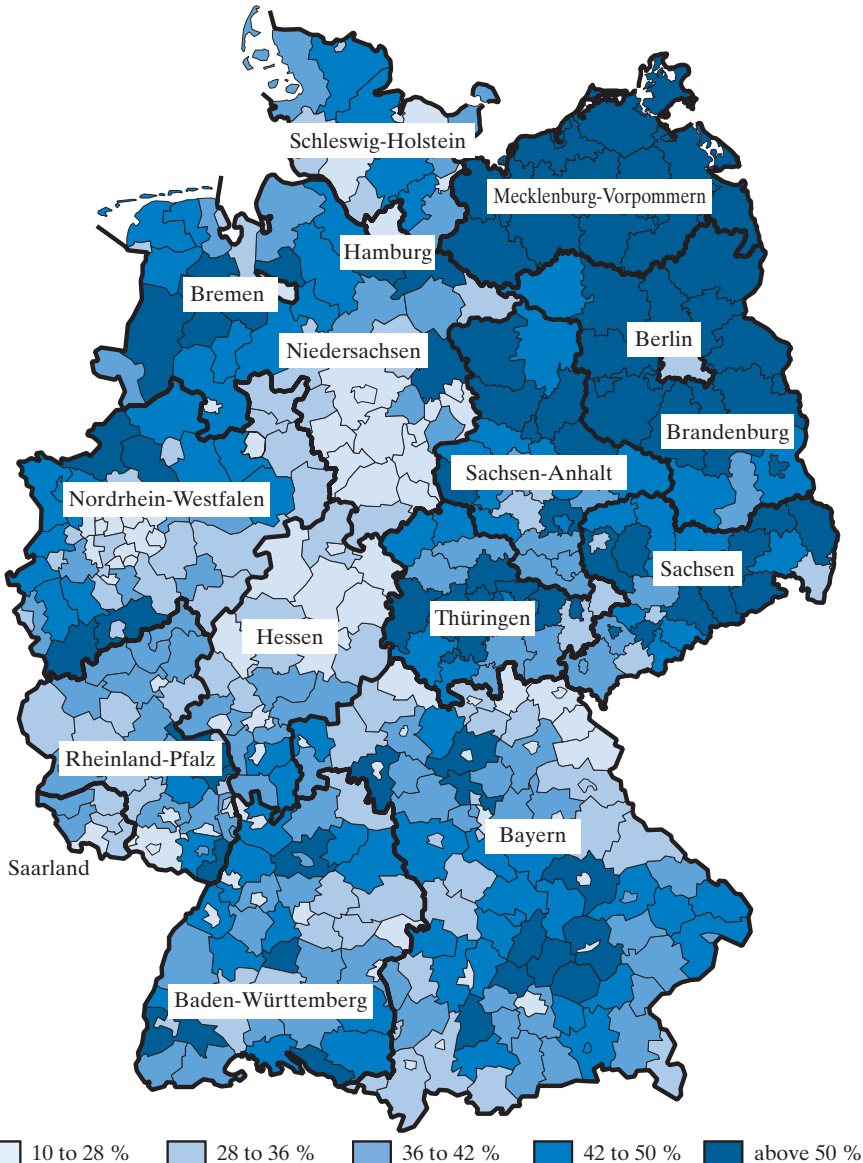 Schleswig-Holstein
Mecklenburg-Vorpommern
Hamburg
Bremen
Berlin
Niedersachsen
Brandenburg
Sachsen-Anhalt
Nordrhein-Westfalen
Sachsen
Thüringen
Hessen
Rheinland-Pfalz
Bayern
Saarland
Baden-Württemberg
10 to 28 % 28 to 36 % 36 to 42 % 42 to 50 % above 50 %